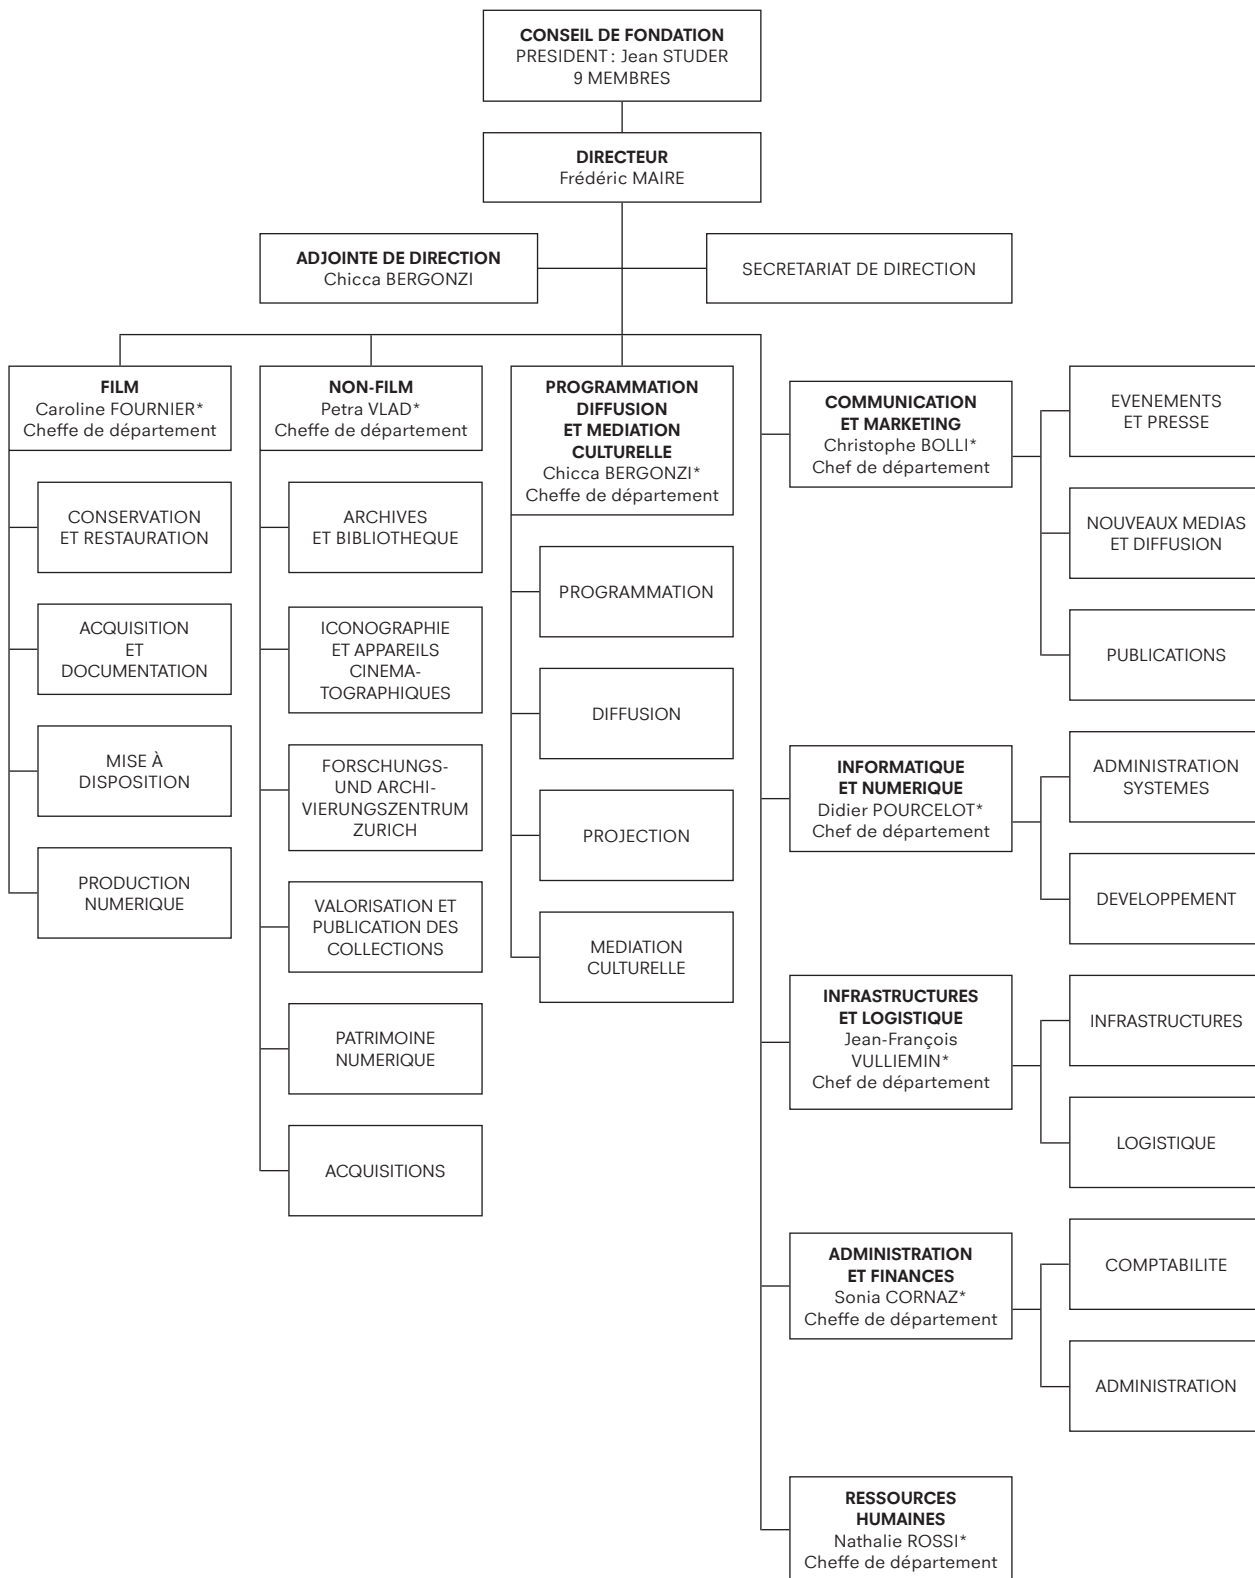 CONSEIL DE FONDATION
PRESIDENT : Jean STUDER
9 MEMBRES
DIRECTEUR
Frédéric MAIRE
ADJOINTE DE DIRECTION
Chicca BERGONZI
SECRETARIAT DE DIRECTION
FILM
Caroline FOURNIER*
Cheffe de département
CONSERVATION
ET RESTAURATION
ACQUISITION
ET
DOCUMENTATION
MISE À
DISPOSITION
PRODUCTION
NUMERIQUE
NON-FILM
Petra VLAD*
Cheffe de département
ARCHIVES
ET BIBLIOTHEQUE
ICONOGRAPHIE
ET APPAREILS
CINEMA-
TOGRAPHIQUES
FORSCHUNGS-
UND ARCHI-
VIERUNGSZENTRUM
ZURICH
VALORISATION ET
PUBLICATION DES
COLLECTIONS
PATRIMOINE
NUMERIQUE
ACQUISITIONS
PROGRAMMATION
DIFFUSION
ET MEDIATION
CULTURELLE
Chicca BERGONZI*
Cheffe de département
PROGRAMMATION
DIFFUSION
PROJECTION
MEDIATION
CULTURELLE
COMMUNICATION
ET MARKETING
Christophe BOLLI*
Chef de département
EVENEMENTS
ET PRESSE
NOUVEAUX MEDIAS
ET DIFFUSION
PUBLICATIONS
INFORMATIQUE
ET NUMERIQUE
Didier POURCELOT*
Chef de département
ADMINISTRATION
SYSTEMES
DEVELOPPEMENT
INFRASTRUCTURES
ET LOGISTIQUE
Jean-François
VULLIEMIN*
Chef de département
INFRASTRUCTURES
LOGISTIQUE
ADMINISTRATION
ET FINANCES
Sonia CORNAZ*
Cheffe de département
COMPTABILITE
ADMINISTRATION
RESSOURCES
HUMAINES
Nathalie ROSSI*
Cheffe de département